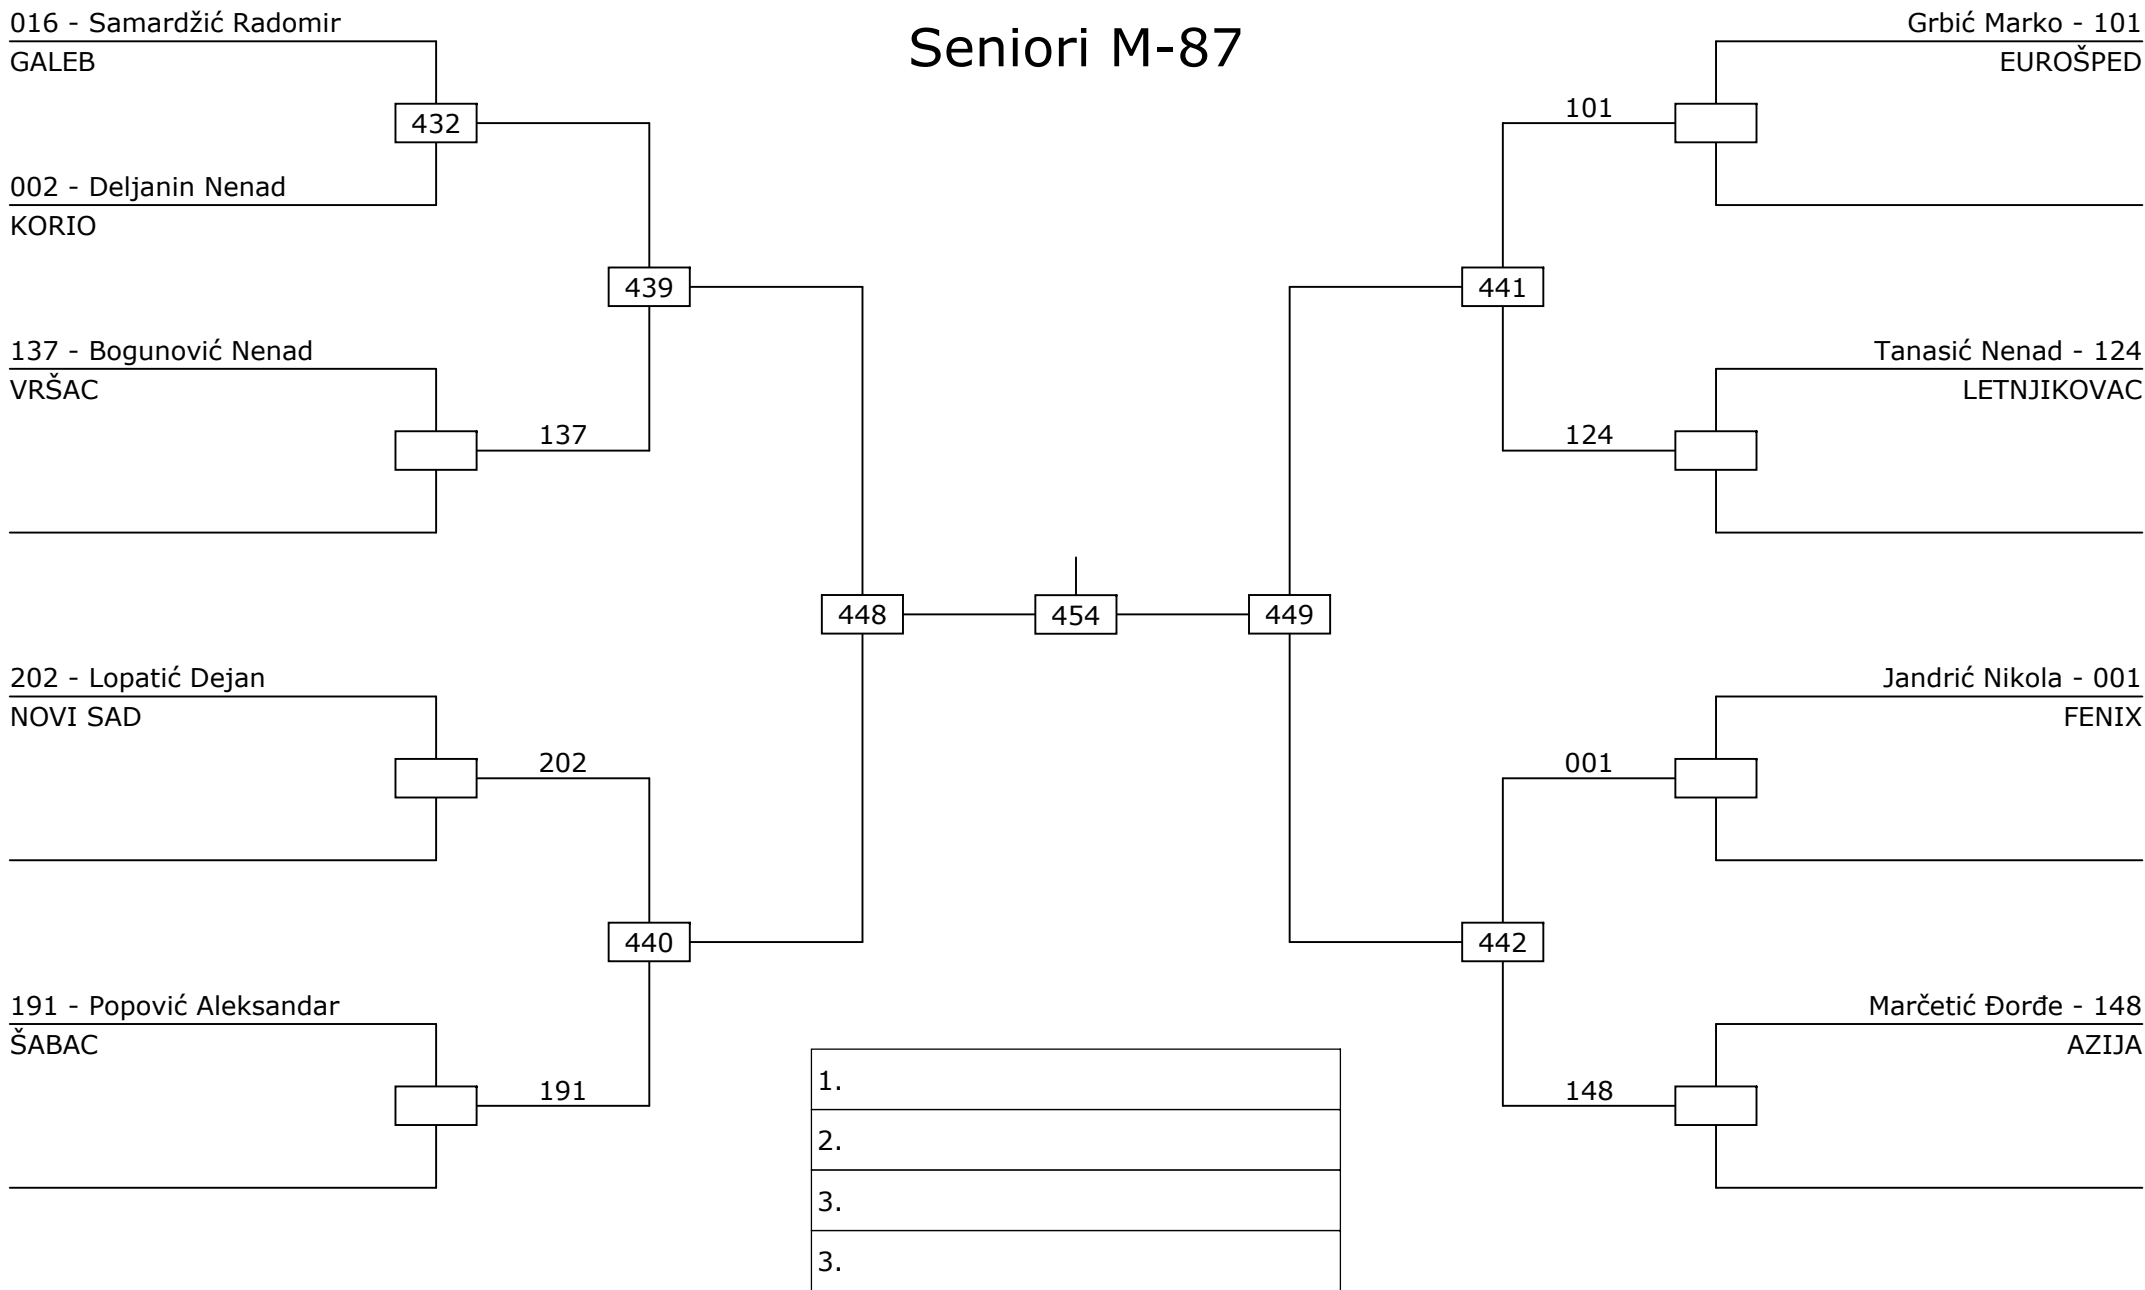 Seniori M-87
016 - Samardžić Radomir
GALEB
432
002 - Deljanin Nenad
KORIO
439
137 - Bogunović Nenad
VRŠAC
137
448
202 - Lopatić Dejan
NOVI SAD
202
440
191 - Popović Aleksandar
ŠABAC
191
454
Grbić Marko - 101
EUROŠPED
101
441
Tanasić Nenad - 124
LETNJIKOVAC
124
449
Jandrić Nikola - 001
FENIX
001
442
Marčetić Đorđe - 148
AZIJA
148
1.
2.
3.
3.